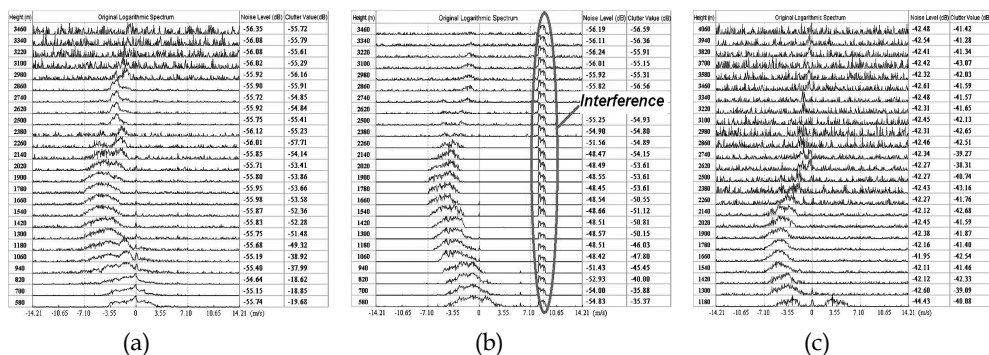 Height (m) Original Logarithmic Spectrum Noise Level (dB) Clutter Value(dB)
3460 -56.35 -55.72
3340 -56.08 -55.79
3220 -56.08 -55.61
3100 -56.02 -55.29
2980 -55.92 -56.16
2860 -55.90 -55.91
2740 -55.72 -54.85
2620 -55.92 -54.84
2500 -55.75 -55.41
2380 -56.12 -55.23
2260 -56.01 -57.71
2140 -55.85 -54.14
2020 -55.71 -53.41
1900 -55.80 -53.86
1780 -55.95 -53.66
1660 -55.98 -53.58
1540 -55.87 -52.36
1420 -55.83 -52.28
1300 -55.75 -51.48
1180 -55.68 -49.32
1060 -55.19 -38.92
940 -55.40 -37.99
820 -54.64 -18.62
700 -55.15 -18.85
580 -55.74 -19.68
-14.21 -10.65 -7.10 -3.55 0 3.55 7.10 10.65 14.21 (m/s)
(a)
Height (m) Original Logarithmic Spectrum Noise Level (dB) Clutter Value(dB)
3460 -56.19 -56.59
3340 -56.11 -56.36
3220 -56.24 -55.91
3100 -56.01 -55.15
2980 -55.92 -55.31
2860 -55.82 -56.56
2740
Interference
2620
2500 -55.25 -54.93
2380 -54.90 -54.80
2260 -51.56 -54.89
2140 -48.47 -54.15
2020 -48.49 -53.61
1900 -48.55 -53.61
1780 -48.45 -53.61
1660 -48.54 -50.55
1540 -48.66 -51.12
1420 -48.51 -50.81
1300 -48.57 -50.15
1180 -48.51 -46.03
1060 -48.42 -47.80
940 -51.43 -45.45
820 -52.93 -40.00
700 -54.00 -35.88
580 -54.83 -35.37
-14.21 -10.65 -7.10 -3.55 0 3.55 7.10 10.65 14.21 (m/s)
(b)
Height (m) Original Logarithmic Spectrum Noise Level (dB) Clutter Value(dB)
4060 -42.48 -41.42
3940 -42.54 -41.28
3820 -42.41 -41.34
3700 -42.42 -43.07
3580 -42.32 -42.03
3460 -42.61 -41.59
3340 -42.48 -41.57
3220 -42.31 -41.65
3100 -42.45 -42.13
2980 -42.31 -42.65
2860 -42.46 -42.51
2740 -42.34 -39.27
2620 -42.27 -38.31
2500 -42.27 -40.74
2380 -42.43 -43.16
2260 -42.27 -41.76
2140 -42.12 -42.68
2020 -42.45 -41.59
1900 -42.38 -41.87
1780 -42.16 -41.40
1660 -41.95 -42.54
1540 -42.11 -41.46
1420 -42.12 -42.33
1300 -42.60 -39.09
1180 -44.43 -40.08
-14.21 -10.65 -7.10 -3.55 0 3.55 7.10 10.65 14.21 (m/s)
(c)